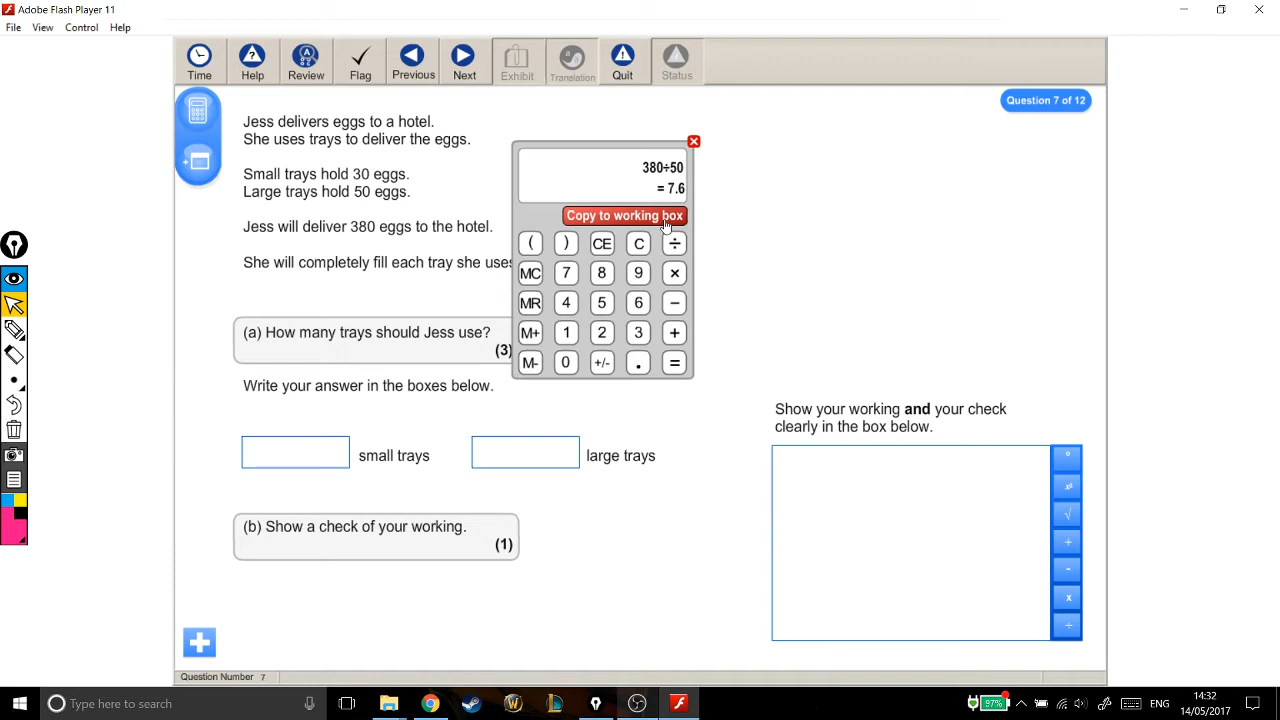 Adobe Flash Player 11
File View Control Help
Time Help Review Flag Previous Next Exhibit Translation Quit Status
Question 7 of 12
Jess delivers eggs to a hotel.
She uses trays to deliver the eggs.
Small trays hold 30 eggs.
Large trays hold 50 eggs.
Jess will deliver 380 eggs to the hotel.
She will completely fill each tray she uses
380÷50
= 7.6
Copy to working box
( ) CE C ÷
MC 7 8 9 ×
MR 4 5 6 −
M+ 1 2 3 +
M- 0 +/- . =
(a) How many trays should Jess use?
(3)
Write your answer in the boxes below.
small trays
large trays
Show your working and your check
clearly in the box below.
°
x²
√
+
-
x
÷
(b) Show a check of your working.
(1)
Question Number 7
Type here to search
97%
ENG
14:32
14/05/2017